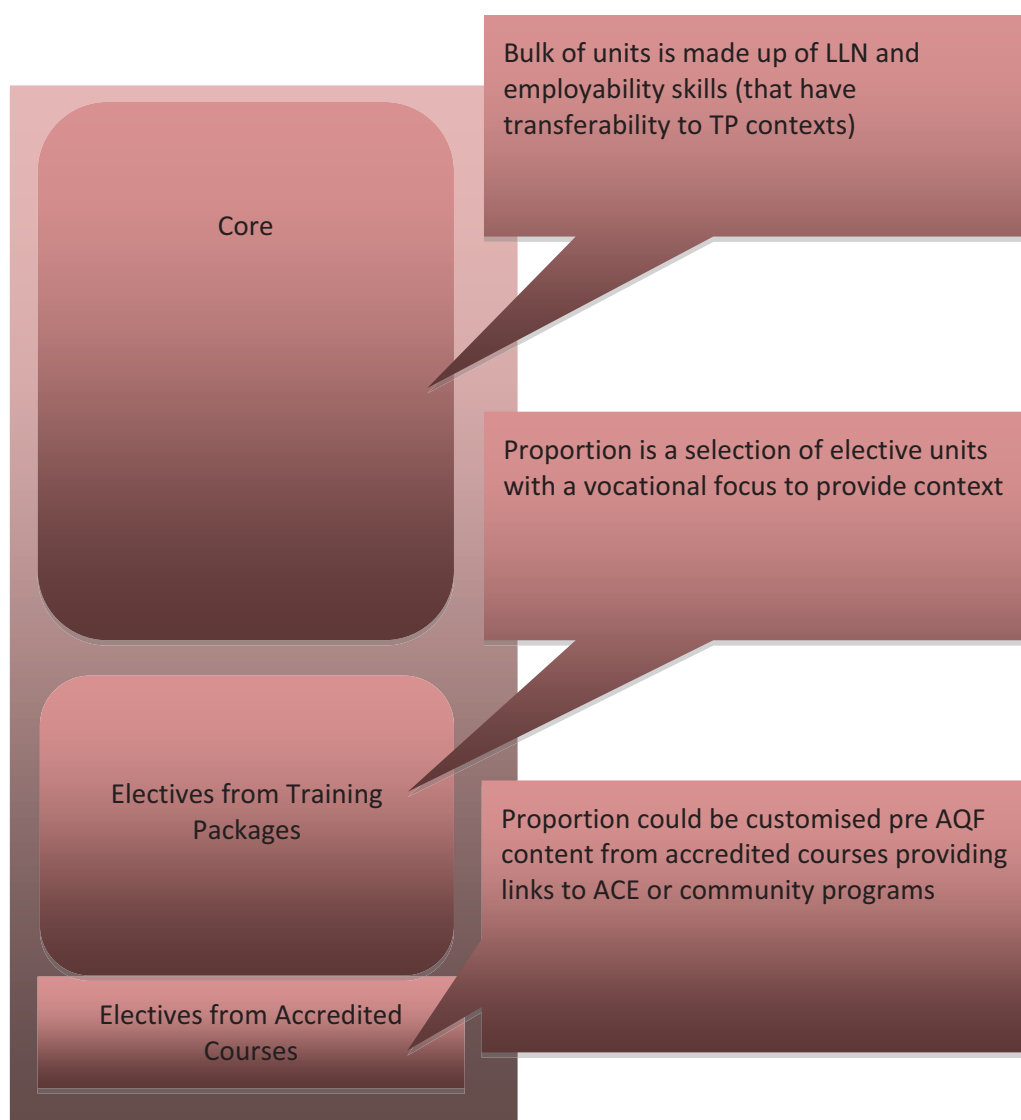 Bulk of units is made up of LLN and
employability skills (that have
transferability to TP contexts)
Core
Proportion is a selection of elective units
with a vocational focus to provide context
Electives from Training
Packages
Proportion could be customised pre AQF
content from accredited courses providing
links to ACE or community programs
Electives from Accredited
Courses